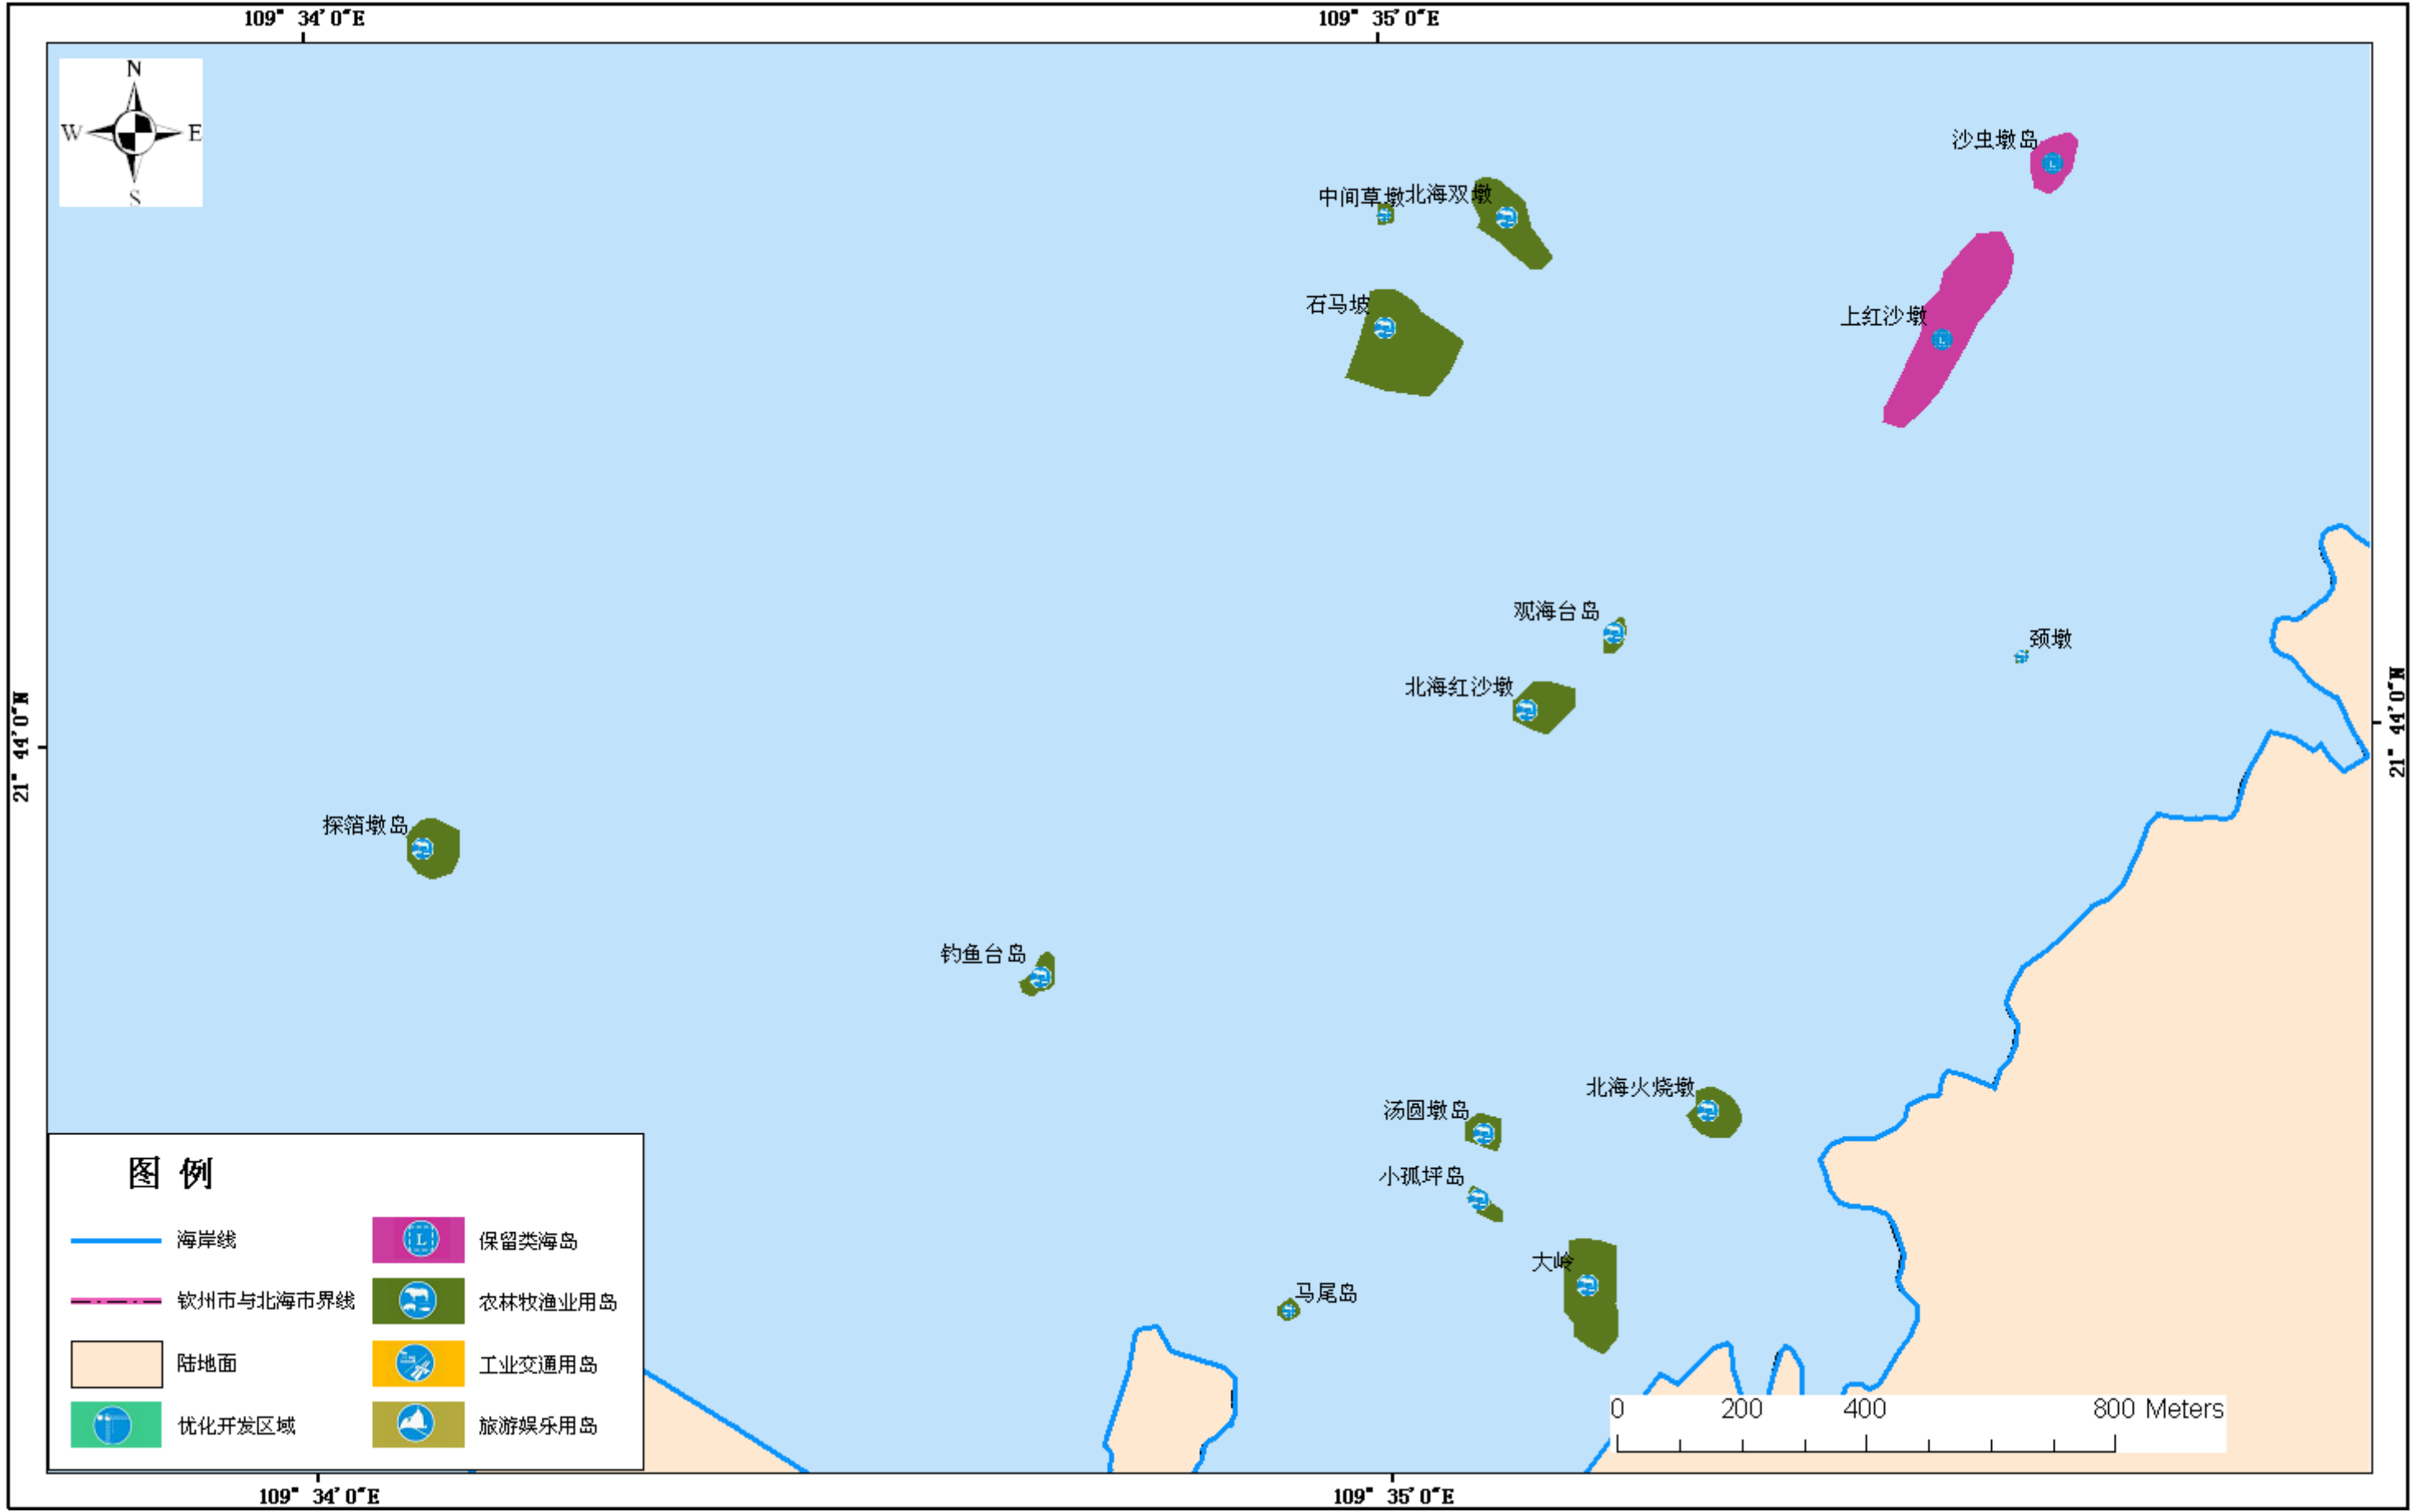 109° 34′ 0″E
109° 35′ 0″E
N
W
E
S
沙虫墩岛
中间草墩
北海双墩
石马坡
上红沙墩
观海台岛
颈墩
北海红沙墩
21° 44′ 0″N
21° 44′ 0″N
探箔墩岛
钓鱼台岛
北海火烧墩
汤圆墩岛
小孤坪岛
大岭
马尾岛
图 例
海岸线
L
保留类海岛
钦州市与北海市界线
农林牧渔业用岛
陆地面
工业交通用岛
优化开发区域
旅游娱乐用岛
0 200 400 800 Meters
109° 34′ 0″E
109° 35′ 0″E